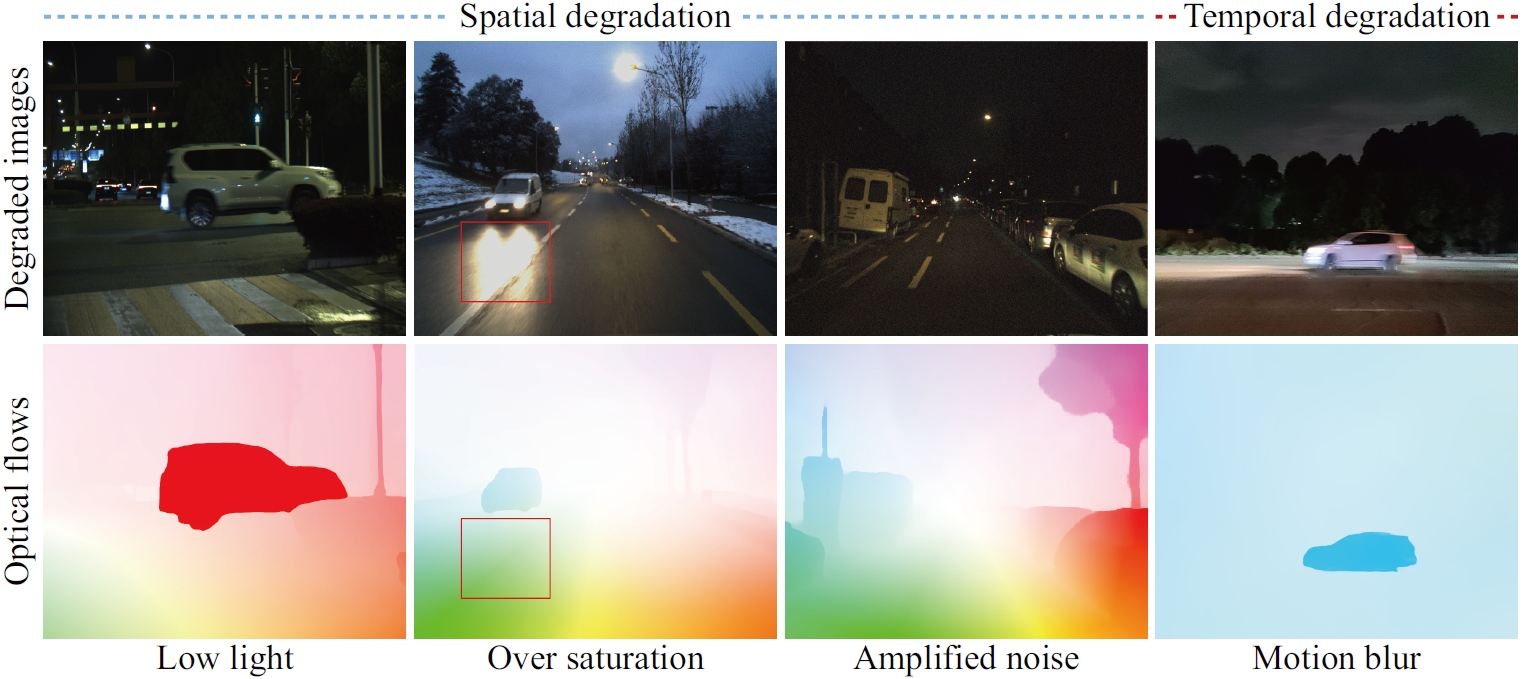 Spatial degradation
Temporal degradation
Degraded images
Optical flows
Low light
Over saturation
Amplified noise
Motion blur